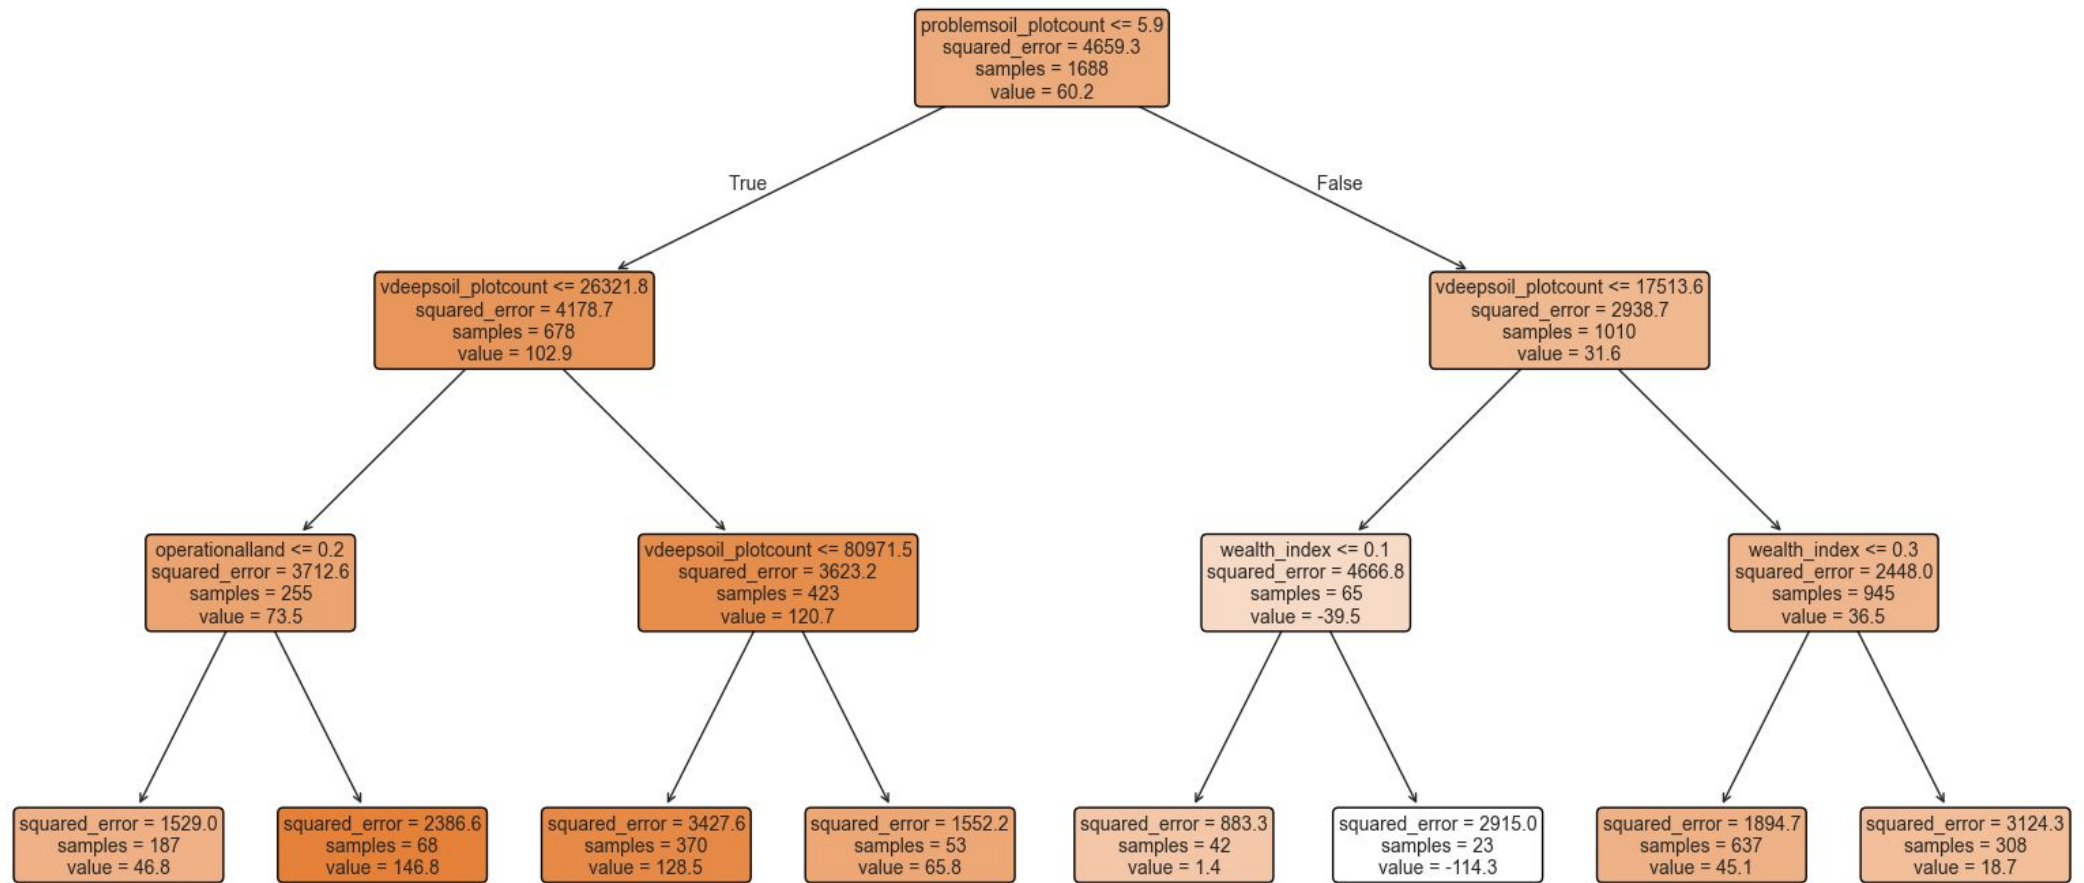 problemsoil_plotcount <= 5.9
squared_error = 4659.3
samples = 1688
value = 60.2
True
False
vdeepsoil_plotcount <= 26321.8
squared_error = 4178.7
samples = 678
value = 102.9
vdeepsoil_plotcount <= 17513.6
squared_error = 2938.7
samples = 1010
value = 31.6
operationalland <= 0.2
squared_error = 3712.6
samples = 255
value = 73.5
vdeepsoil_plotcount <= 80971.5
squared_error = 3623.2
samples = 423
value = 120.7
wealth_index <= 0.1
squared_error = 4666.8
samples = 65
value = -39.5
wealth_index <= 0.3
squared_error = 2448.0
samples = 945
value = 36.5
squared_error = 1529.0
samples = 187
value = 46.8
squared_error = 2386.6
samples = 68
value = 146.8
squared_error = 3427.6
samples = 370
value = 128.5
squared_error = 1552.2
samples = 53
value = 65.8
squared_error = 883.3
samples = 42
value = 1.4
squared_error = 2915.0
samples = 23
value = -114.3
squared_error = 1894.7
samples = 637
value = 45.1
squared_error = 3124.3
samples = 308
value = 18.7